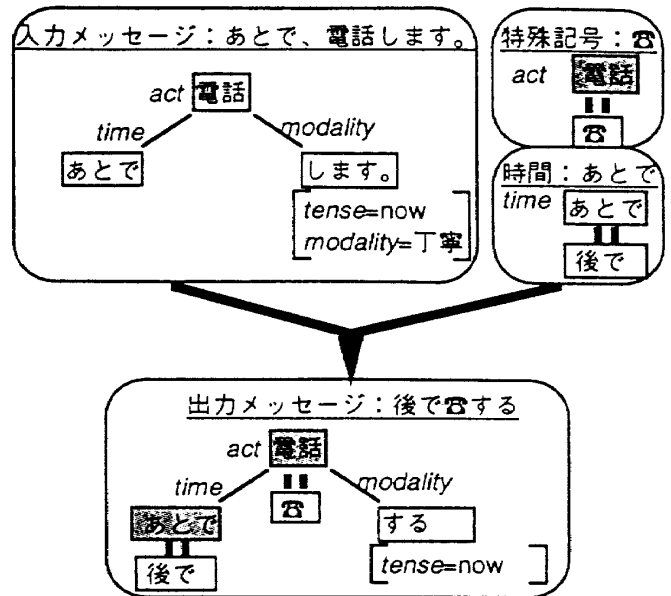 入力メッセージ：あとで、電話します。
act 電話
time modality
あとで します。
tense=now
modality=丁寧
特殊記号：☎
act 電話
☎
時間：あとで
time あとで
後で
出力メッセージ：後で☎する
act 電話
time modality
☎
あとで する
後で tense=now